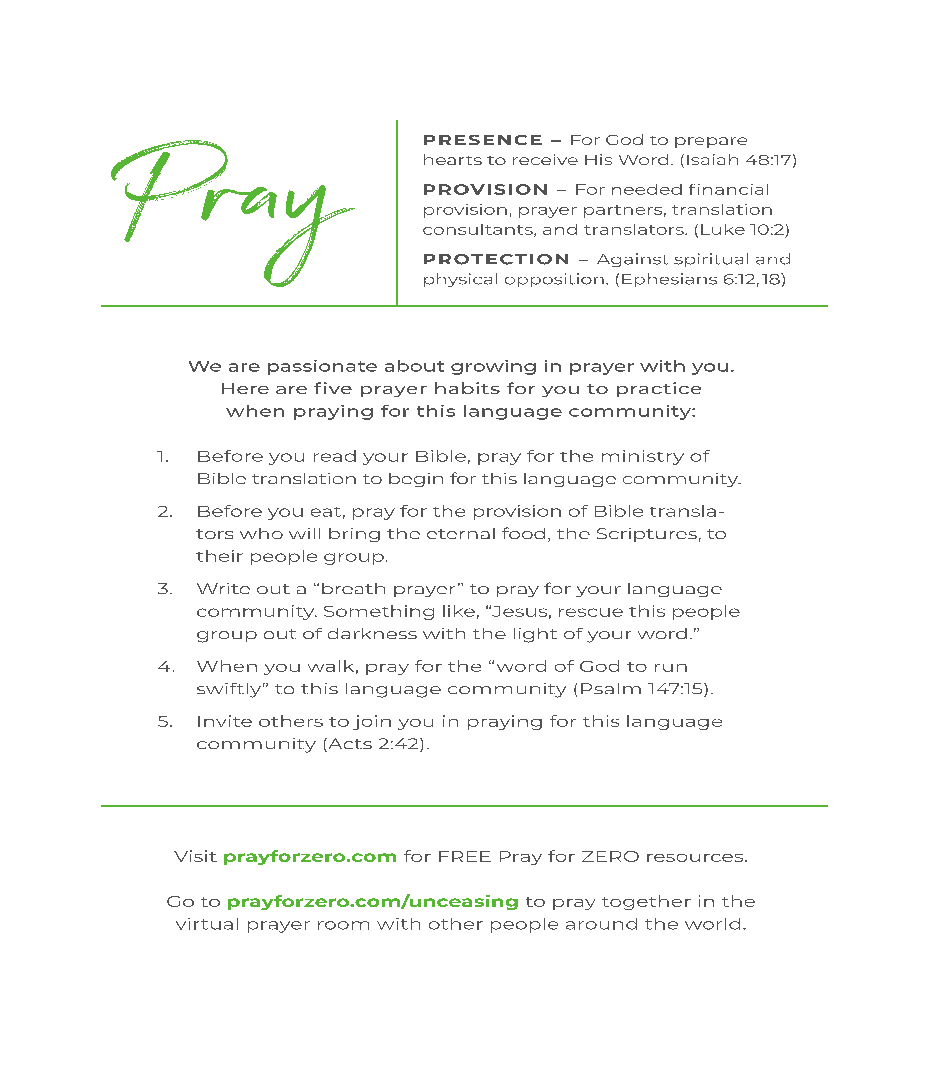 Pray
PRESENCE – For God to prepare
hearts to receive His Word. (Isaiah 48:17)
PROVISION – For needed financial
provision, prayer partners, translation
consultants, and translators. (Luke 10:2)
PROTECTION – Against spiritual and
physical opposition. (Ephesians 6:12,18)
We are passionate about growing in prayer with you.
Here are five prayer habits for you to practice
when praying for this language community:
1. Before you read your Bible, pray for the ministry of
Bible translation to begin for this language community.
2. Before you eat, pray for the provision of Bible transla-
tors who will bring the eternal food, the Scriptures, to
their people group.
3. Write out a “breath prayer” to pray for your language
community. Something like, “Jesus, rescue this people
group out of darkness with the light of your word.”
4. When you walk, pray for the “word of God to run
swiftly” to this language community (Psalm 147:15).
5. Invite others to join you in praying for this language
community (Acts 2:42).
Visit prayforzero.com for FREE Pray for ZERO resources.
Go to prayforzero.com/unceasing to pray together in the
virtual prayer room with other people around the world.